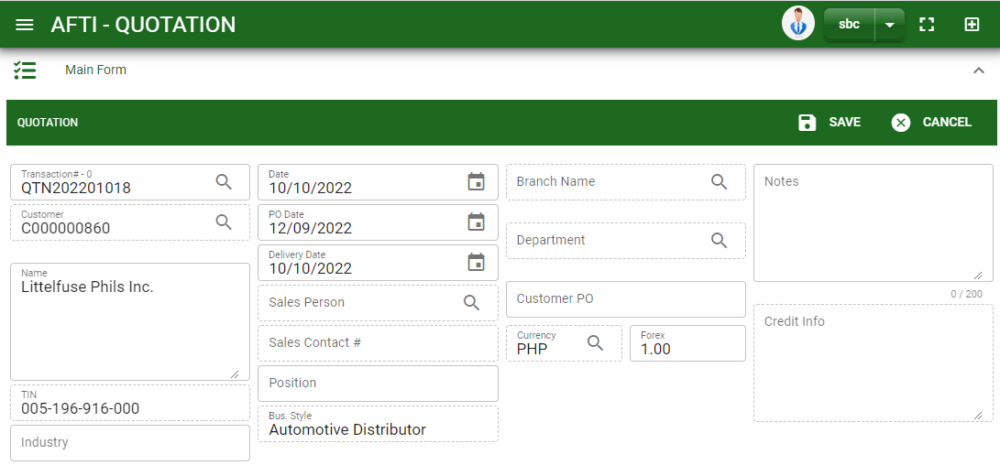 AFTI - QUOTATION
sbc
Main Form
QUOTATION
SAVE
CANCEL
Transaction# - 0
QTN202201018
Customer
C000000860
Name
Littelfuse Phils Inc.
TIN
005-196-916-000
Industry
Date
10/10/2022
PO Date
12/09/2022
Delivery Date
10/10/2022
Sales Person
Sales Contact #
Position
Bus. Style
Automotive Distributor
Branch Name
Department
Customer PO
Currency
PHP
Forex
1.00
Notes
0 / 200
Credit Info